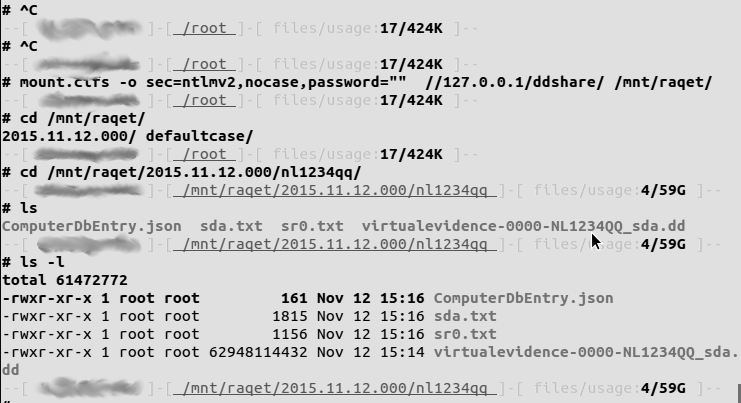 # ^C
--[ ]-[ /root ]-[ files/usage:17/424K ]--
# ^C
--[ ]-[ /root ]-[ files/usage:17/424K ]--
# mount.cifs -o sec=ntlmv2,nocase,password=""  //127.0.0.1/ddshare/ /mnt/raqet/
--[ ]-[ /root ]-[ files/usage:17/424K ]--
# cd /mnt/raqet/
2015.11.12.000/ defaultcase/
--[ ]-[ /root ]-[ files/usage:17/424K ]--
# cd /mnt/raqet/2015.11.12.000/nl1234qq/
--[ ]-[ /mnt/raqet/2015.11.12.000/nl1234qq ]-[ files/usage:4/59G ]--
# ls
ComputerDbEntry.json  sda.txt  sr0.txt  virtualevidence-0000-NL1234QQ_sda.dd
--[ ]-[ /mnt/raqet/2015.11.12.000/nl1234qq ]-[ files/usage:4/59G ]--
# ls -l
total 61472772
-rwxr-xr-x 1 root root         161 Nov 12 15:16 ComputerDbEntry.json
-rwxr-xr-x 1 root root        1815 Nov 12 15:16 sda.txt
-rwxr-xr-x 1 root root        1156 Nov 12 15:16 sr0.txt
-rwxr-xr-x 1 root root 62948114432 Nov 12 15:14 virtualevidence-0000-NL1234QQ_sda.
dd
--[ ]-[ /mnt/raqet/2015.11.12.000/nl1234qq ]-[ files/usage:4/59G ]--
#